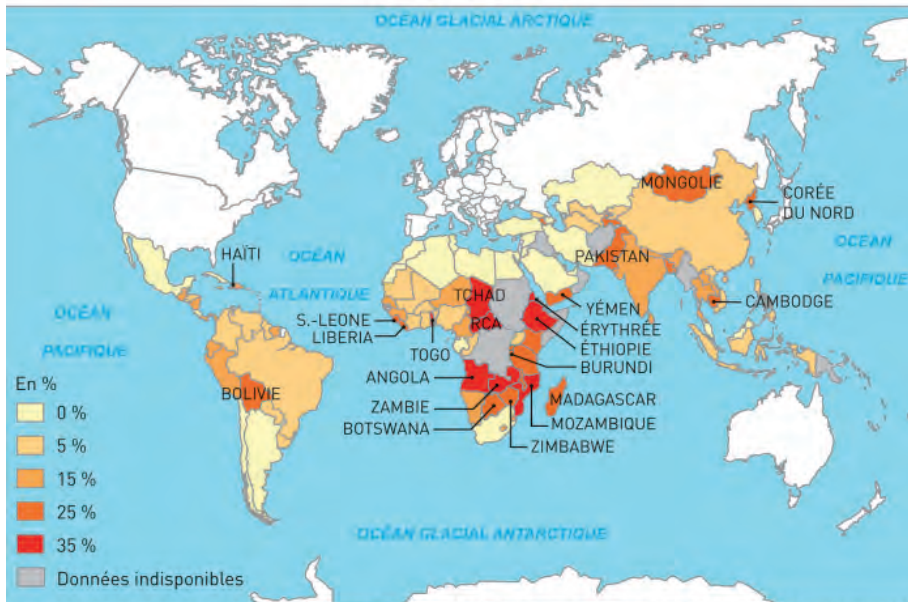 OCÉAN GLACIAL ARCTIQUE
MONGOLIE
CORÉE
DU NORD
HAÏTI
OCÉAN
ATLANTIQUE
PAKISTAN
OCÉAN
PACIFIQUE
TCHAD
YÉMEN
CAMBODGE
S.-LEONE
RCA
ÉRYTHRÉE
LIBERIA
ÉTHIOPIE
OCÉAN
PACIFIQUE
TOGO
BURUNDI
ANGOLA
BOLIVIE
MADAGASCAR
ZAMBIE
MOZAMBIQUE
BOTSWANA
ZIMBABWE
En %
0 %
5 %
15 %
25 %
35 %
Données indisponibles
OCÉAN GLACIAL ANTARCTIQUE